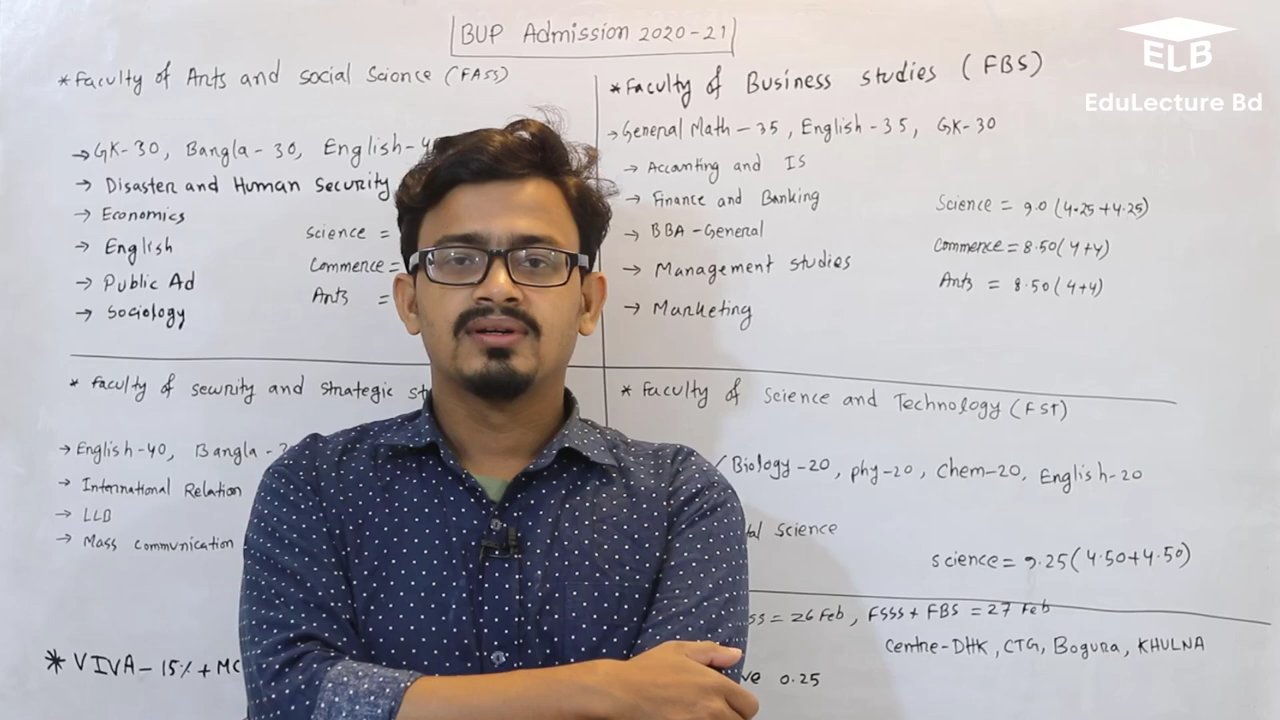 BUP Admission 2020-21
ELB
EduLecture Bd
* Faculty of Arts and social Science (FASS)
→ GK-30, Bangla-30, English-4
→ Disaster and Human Security
→ Economics
→ English
→ Public Ad
→ Sociology
Science =
Commerce =
Arts =
* Faculty of Business studies (FBS)
→ General Math-35, English-35, GK-30
→ Accounting and IS
→ Finance and Banking
→ BBA-General
→ Management studies
→ Marketing
Science = 9.0 (4.25+4.25)
Commerce = 8.50 (4+4)
Arts = 8.50 (4+4)
* Faculty of security and strategic st
→ English-40, Bangla-
→ International Relation
→ LLB
→ Mass communication
* Faculty of Science and Technology (FST)
Biology-20, phy-20, Chem-20, English-20
tal science
science = 9.25 (4.50+4.50)
ss = 26 Feb, FSSS + FBS = 27 Feb
Centre-DHK, CTG, Bogura, KHULNA
* VIVA-15% + MC
ve 0.25